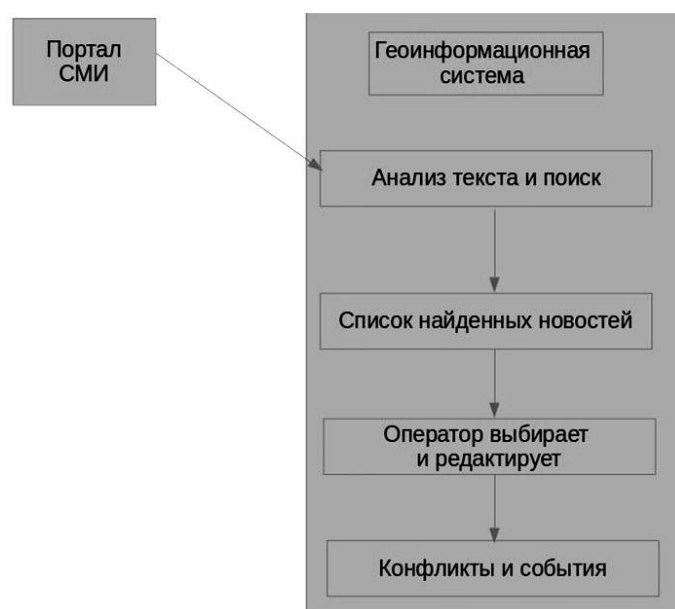 Портал
СМИ
Геоинформационная
система
Анализ текста и поиск
Список найденных новостей
Оператор выбирает
и редактирует
Конфликты и события